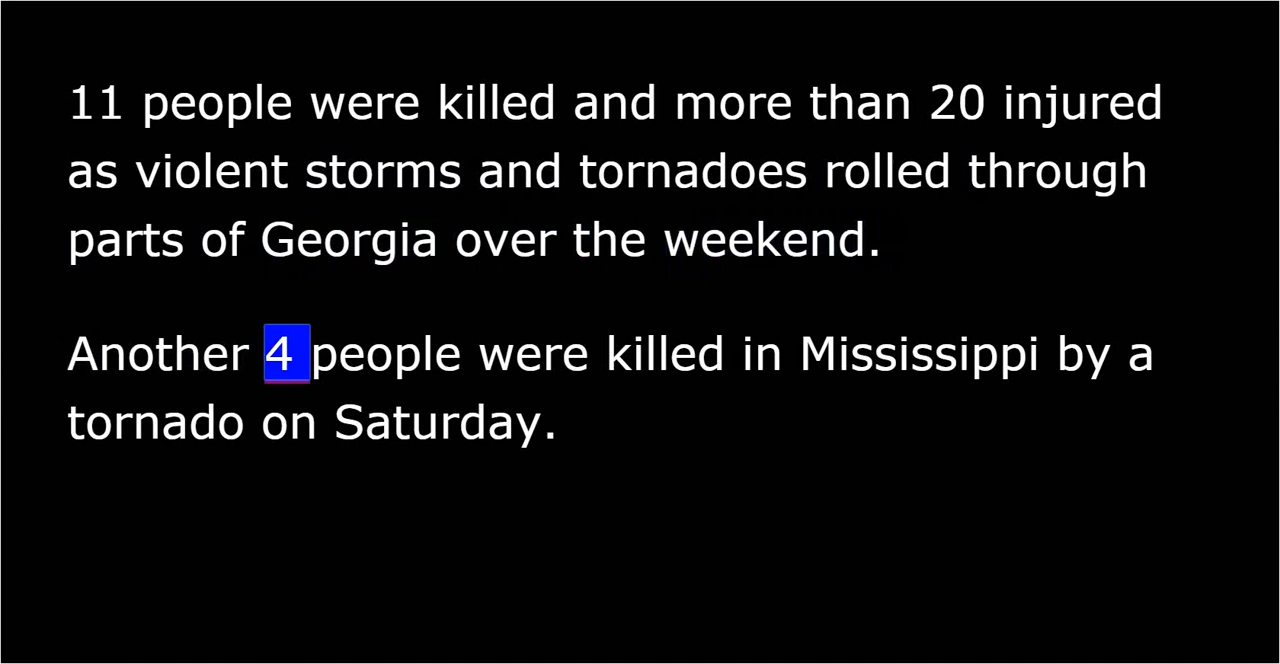 11 people were killed and more than 20 injured
as violent storms and tornadoes rolled through
parts of Georgia over the weekend.
Another 4 people were killed in Mississippi by a
tornado on Saturday.